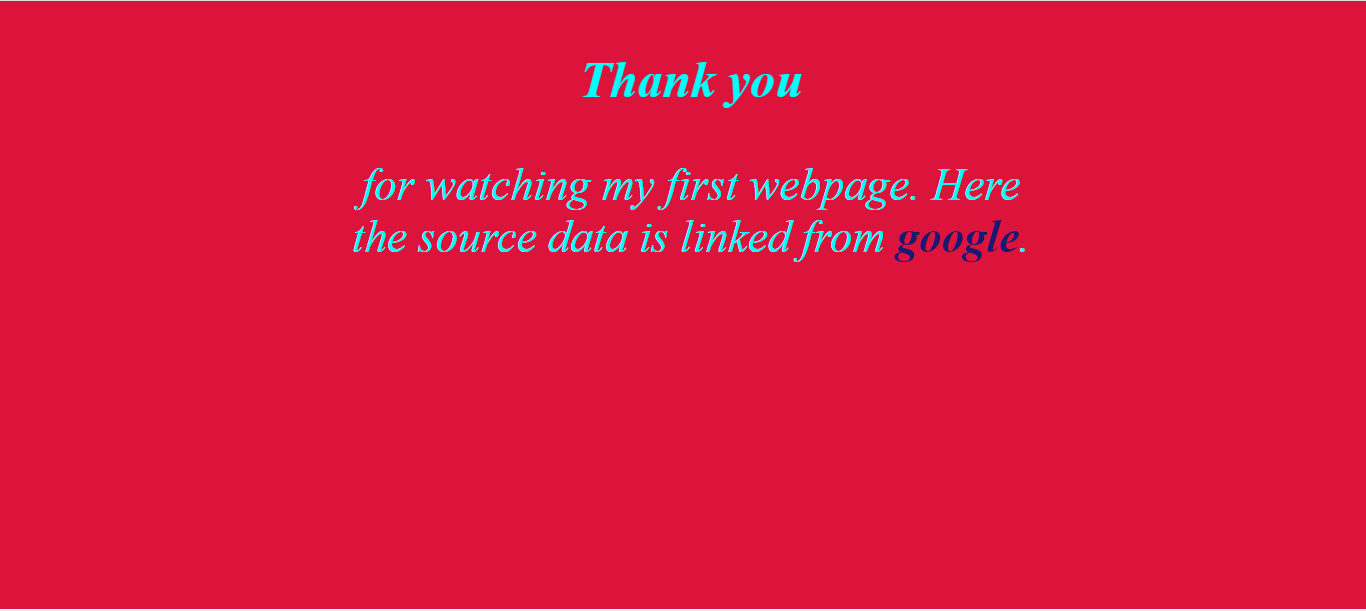 Thank you
for watching my first webpage. Here
the source data is linked from google.